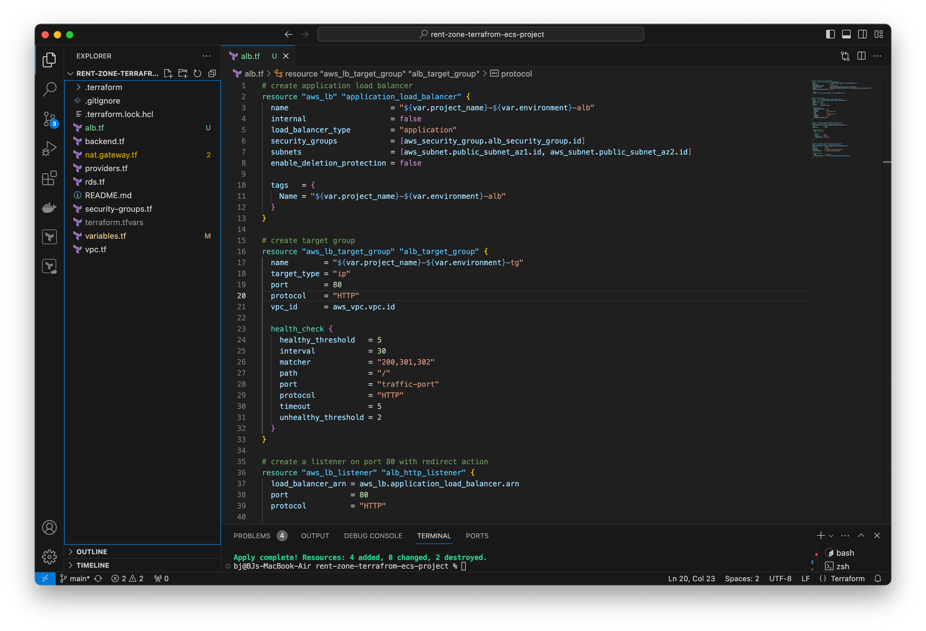 rent-zone-terrafrom-ecs-project
EXPLORER
alb.tf U
RENT-ZONE-TERRAFR...
alb.tf > resource "aws_lb_target_group" "alb_target_group" > protocol
.terraform
.gitignore
.terraform.lock.hcl
alb.tf U
backend.tf
nat.gateway.tf 2
providers.tf
rds.tf
README.md
security-groups.tf
terraform.tfvars
variables.tf M
vpc.tf
OUTLINE
TIMELINE
3
1 # create application load balancer
2 resource "aws_lb" "application_load_balancer" {
3 name = "${var.project_name}-${var.environment}-alb"
4 internal = false
5 load_balancer_type = "application"
6 security_groups = [aws_security_group.alb_security_group.id]
7 subnets = [aws_subnet.public_subnet_az1.id, aws_subnet.public_subnet_az2.id]
8 enable_deletion_protection = false
9
10 tags = {
11 Name = "${var.project_name}-${var.environment}-alb"
12 }
13 }
14
15 # create target group
16 resource "aws_lb_target_group" "alb_target_group" {
17 name = "${var.project_name}-${var.environment}-tg"
18 target_type = "ip"
19 port = 80
20 protocol = "HTTP"
21 vpc_id = aws_vpc.vpc.id
22
23 health_check {
24 healthy_threshold = 5
25 interval = 30
26 matcher = "200,301,302"
27 path = "/"
28 port = "traffic-port"
29 protocol = "HTTP"
30 timeout = 5
31 unhealthy_threshold = 2
32 }
33 }
34
35 # create a listener on port 80 with redirect action
36 resource "aws_lb_listener" "alb_http_listener" {
37 load_balancer_arn = aws_lb.application_load_balancer.arn
38 port = 80
39 protocol = "HTTP"
40
PROBLEMS 4 OUTPUT DEBUG CONSOLE TERMINAL PORTS
Apply complete! Resources: 4 added, 0 changed, 2 destroyed.
bj@BJs-MacBook-Air rent-zone-terrafrom-ecs-project %
bash
zsh
main* 2 2 0 Ln 20, Col 23 Spaces: 2 UTF-8 LF {} Terraform